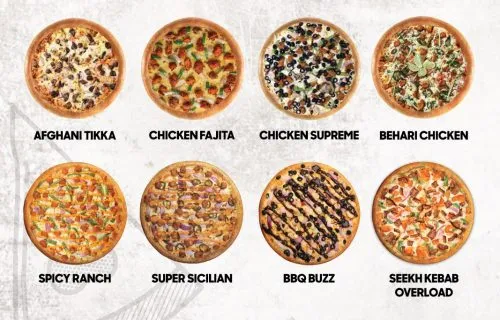 AFGHANI TIKKA
CHICKEN FAJITA
CHICKEN SUPREME
BEHARI CHICKEN
SPICY RANCH
SUPER SICILIAN
BBQ BUZZ
SEEKH KEBAB
OVERLOAD